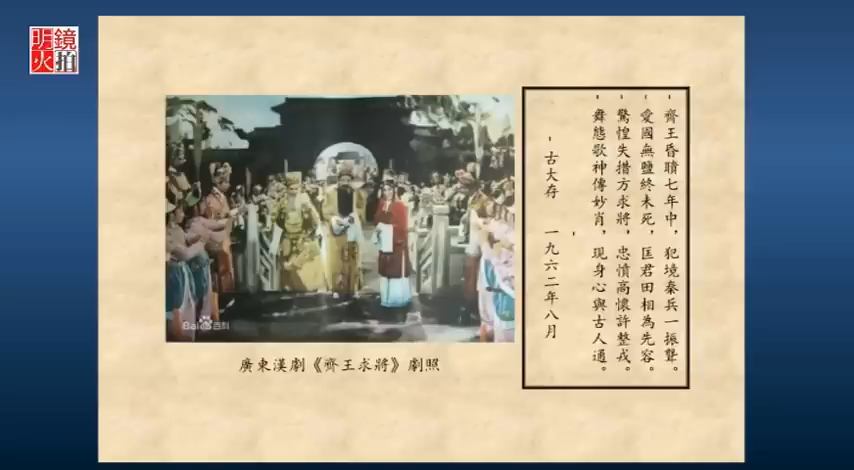 明鏡
火拍
齊王昏聵七年中，犯境秦兵一振聾。
愛國無鹽終未死，匡君田相為先容。
驚惶失措方求將，忠憤高懷許整戎。
舞態歌神傳妙肖，現身心與古人通。
古大存　一九六二年八月
Bai百科
廣東漢劇《齊王求將》劇照